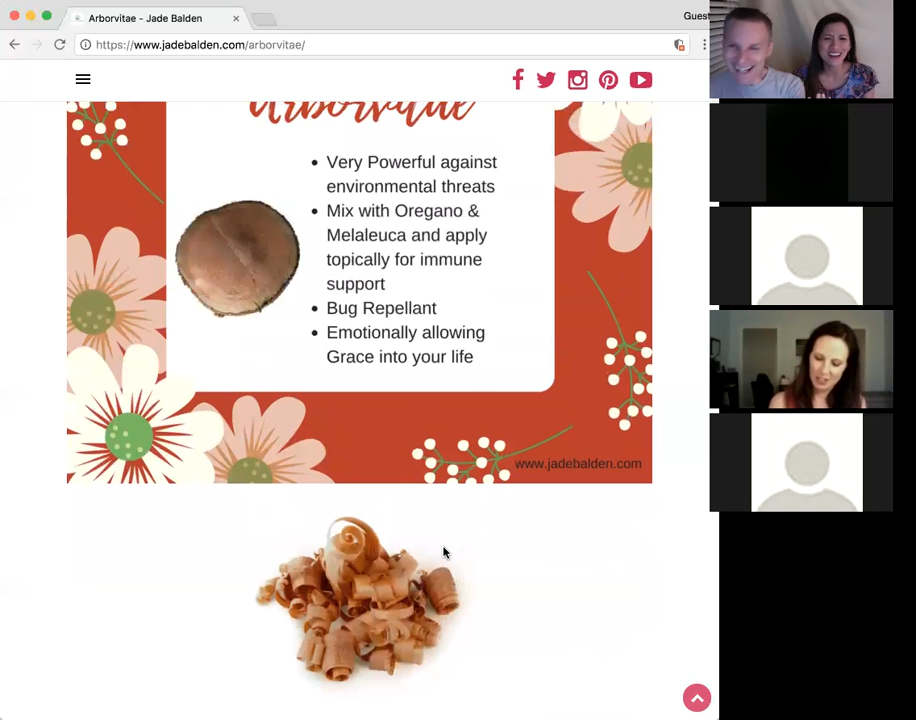 Arborvitae - Jade Balden
Guest
https://www.jadebalden.com/arborvitae/
Arborvitae
Very Powerful against
environmental threats
Mix with Oregano &
Melaleuca and apply
topically for immune
support
Bug Repellant
Emotionally allowing
Grace into your life
www.jadebalden.com